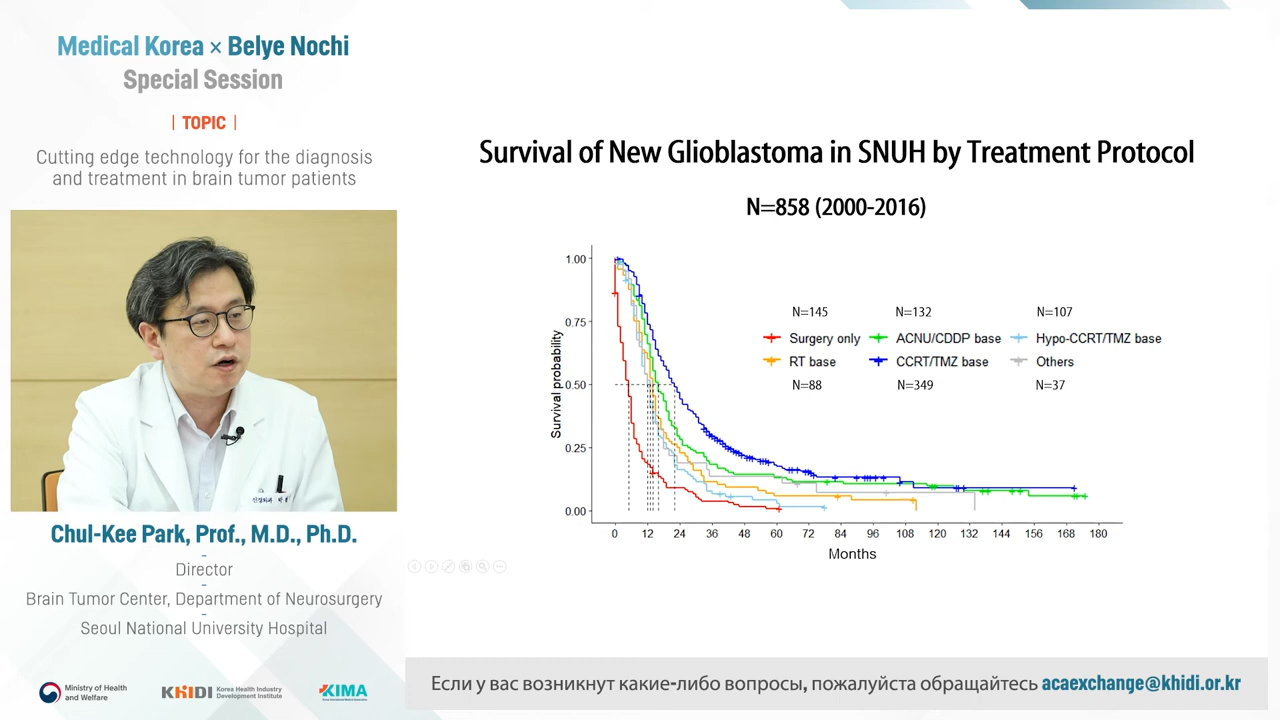 Medical Korea × Belye Nochi
Special Session
| TOPIC |
Cutting edge technology for the diagnosis
and treatment in brain tumor patients
Chul-Kee Park, Prof., M.D., Ph.D.
Director
Brain Tumor Center, Department of Neurosurgery
Seoul National University Hospital
Ministry of Health
and Welfare
KHIDI
Korea Health Industry
Development Institute
KIMA
Survival of New Glioblastoma in SNUH by Treatment Protocol
N=858 (2000-2016)
N=145 N=132 N=107
Surgery only ACNU/CDDP base Hypo-CCRT/TMZ base
RT base CCRT/TMZ base Others
N=88 N=349 N=37
Survival probability
1.00
0.75
0.50
0.25
0.00
0 12 24 36 48 60 72 84 96 108 120 132 144 156 168 180
Months
Если у вас возникнут какие-либо вопросы, пожалуйста обращайтесь acaexchange@khidi.or.kr